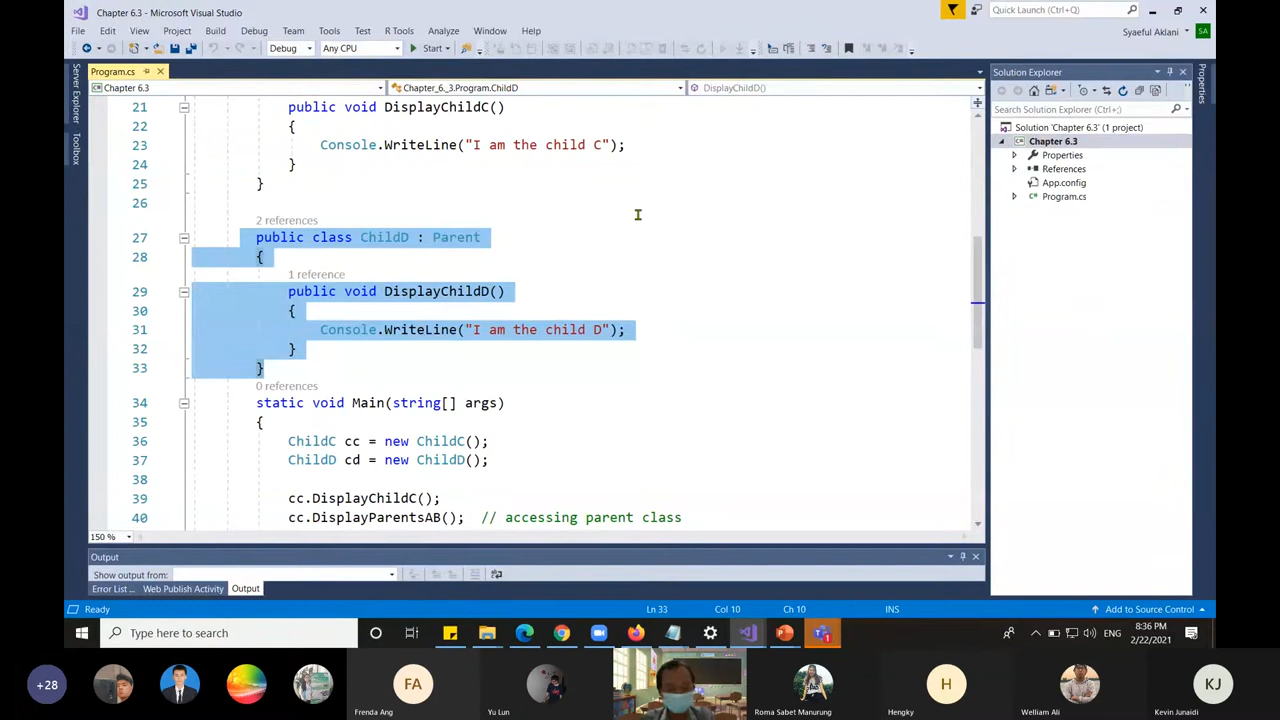 Chapter 6.3 - Microsoft Visual Studio
Quick Launch (Ctrl+Q)
File Edit View Project Build Debug Team Tools Test R Tools Analyze Window Help
Syaeful Aklani
SA
Debug Any CPU Start
Program.cs
Server Explorer
Toolbox
Chapter 6.3
Chapter_6._3.Program.ChildD
DisplayChildD()
21 public void DisplayChildC()
22 {
23 Console.WriteLine("I am the child C");
24 }
25 }
26
2 references
27 public class ChildD : Parent
28 {
1 reference
29 public void DisplayChildD()
30 {
31 Console.WriteLine("I am the child D");
32 }
33 }
0 references
34 static void Main(string[] args)
35 {
36 ChildC cc = new ChildC();
37 ChildD cd = new ChildD();
38
39 cc.DisplayChildC();
40 cc.DisplayParentsAB(); // accessing parent class
150 %
Solution Explorer
Search Solution Explorer (Ctrl+;)
Solution 'Chapter 6.3' (1 project)
Chapter 6.3
Properties
References
App.config
Program.cs
Properties
Output
Show output from:
Error List ... Web Publish Activity Output
Ready
Ln 33 Col 10 Ch 10 INS
Add to Source Control
Type here to search
ENG
8:36 PM
2/22/2021
+28
FA
Frenda Ang
Yu Lun
Roma Sabet Manurung
H
Hengky
Welliam Ali
KJ
Kevin Junaidi